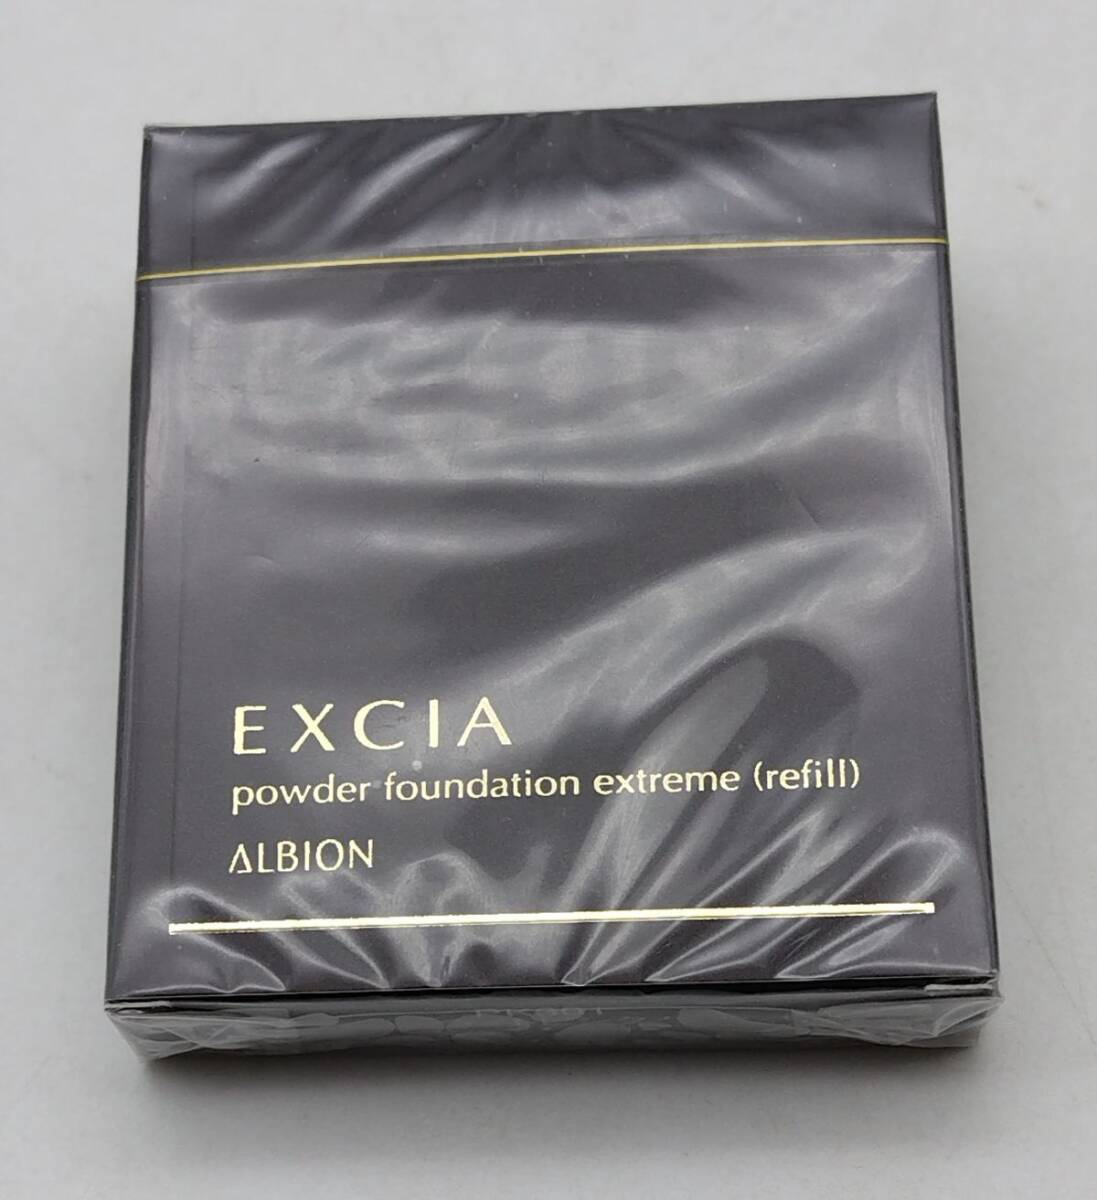 EXCIA
powder foundation extreme (refill)
ALBION